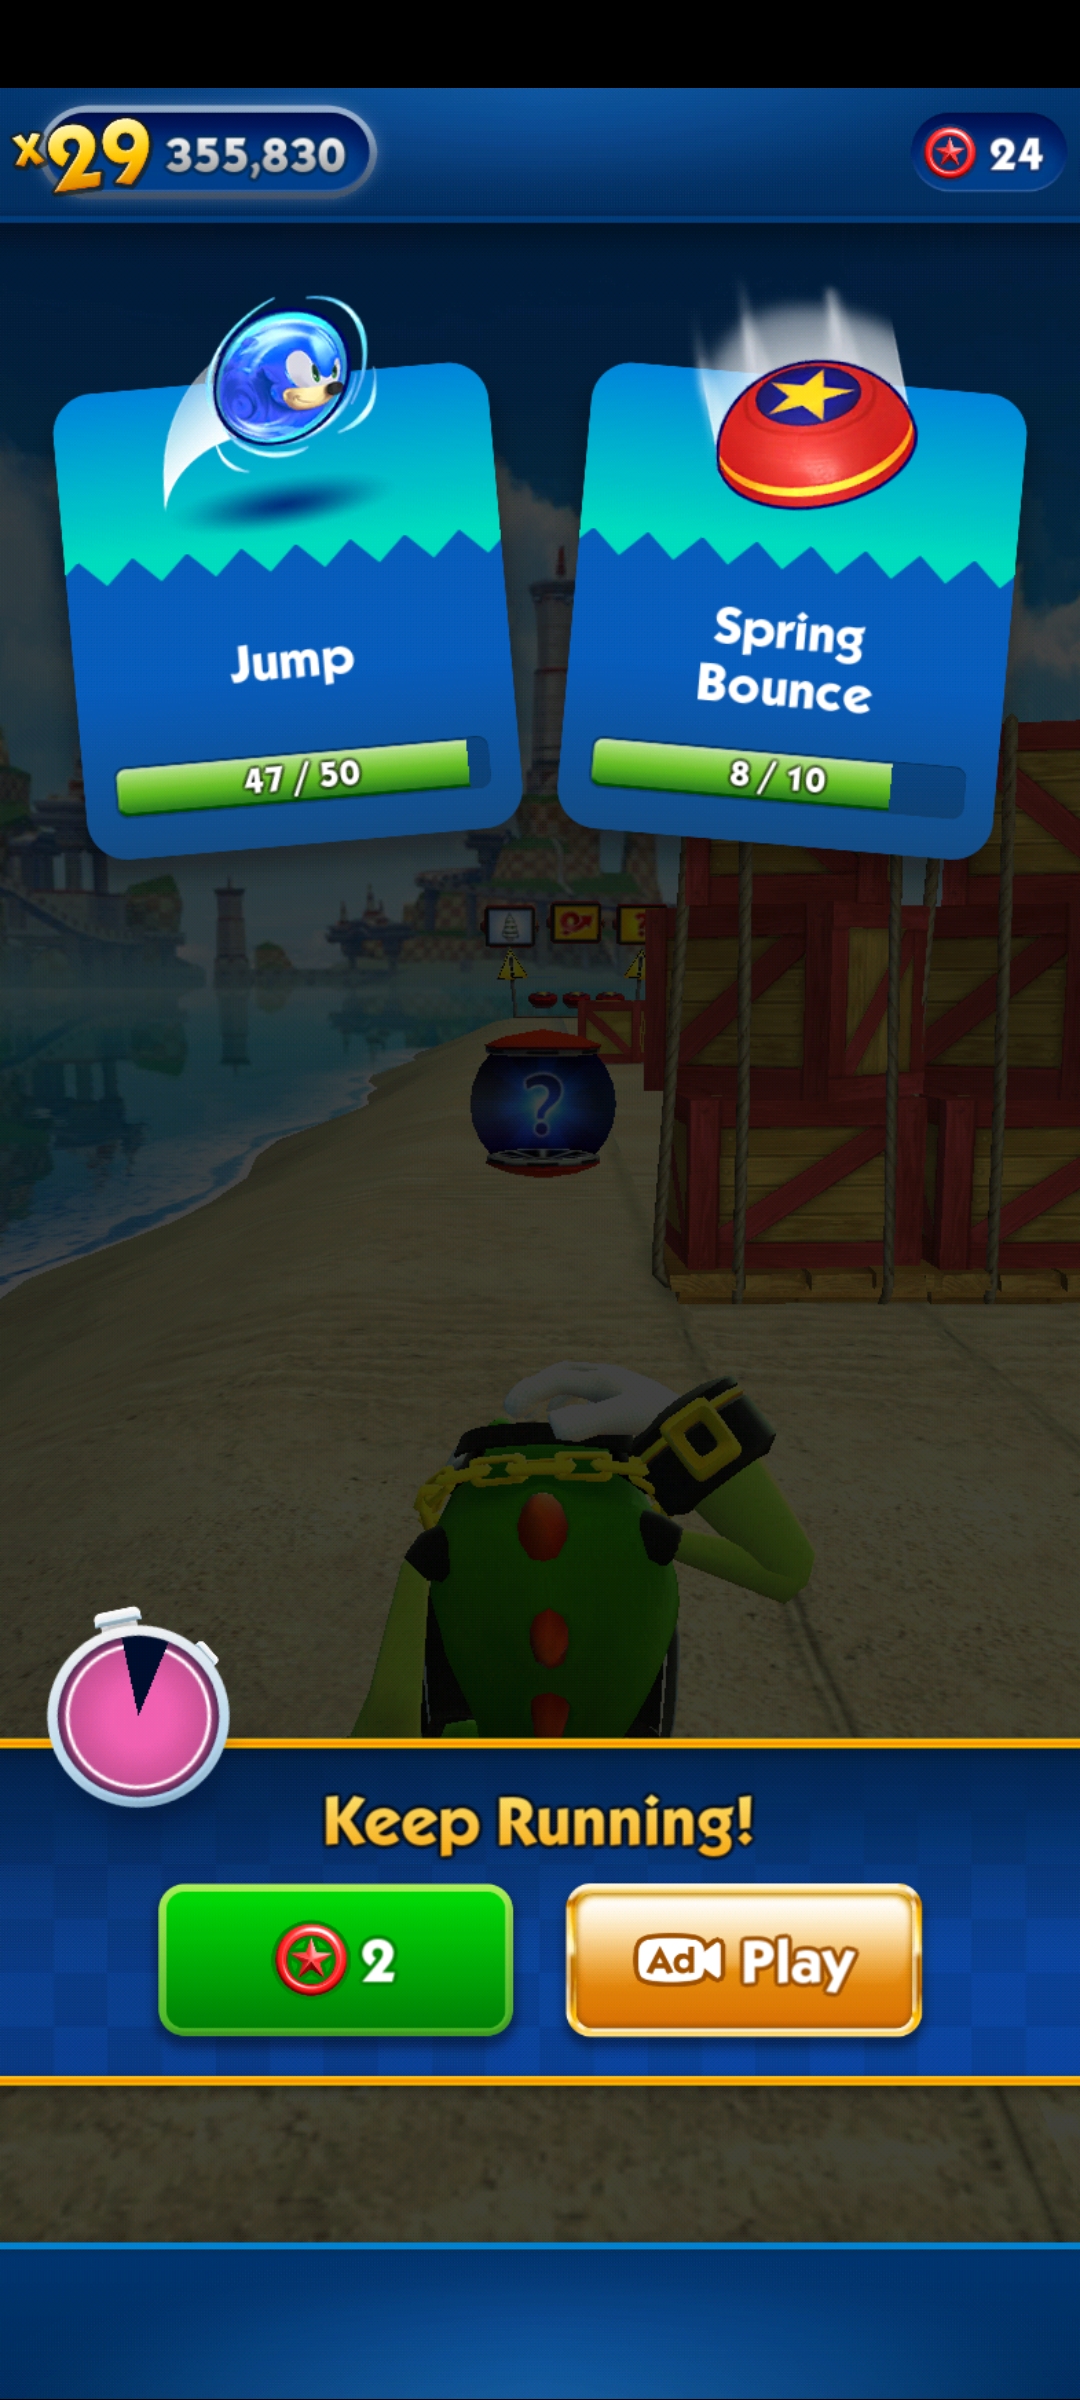 x29 355,830
24
Jump
47 / 50
Spring
Bounce
8 / 10
?
Keep Running!
2
Ad Play